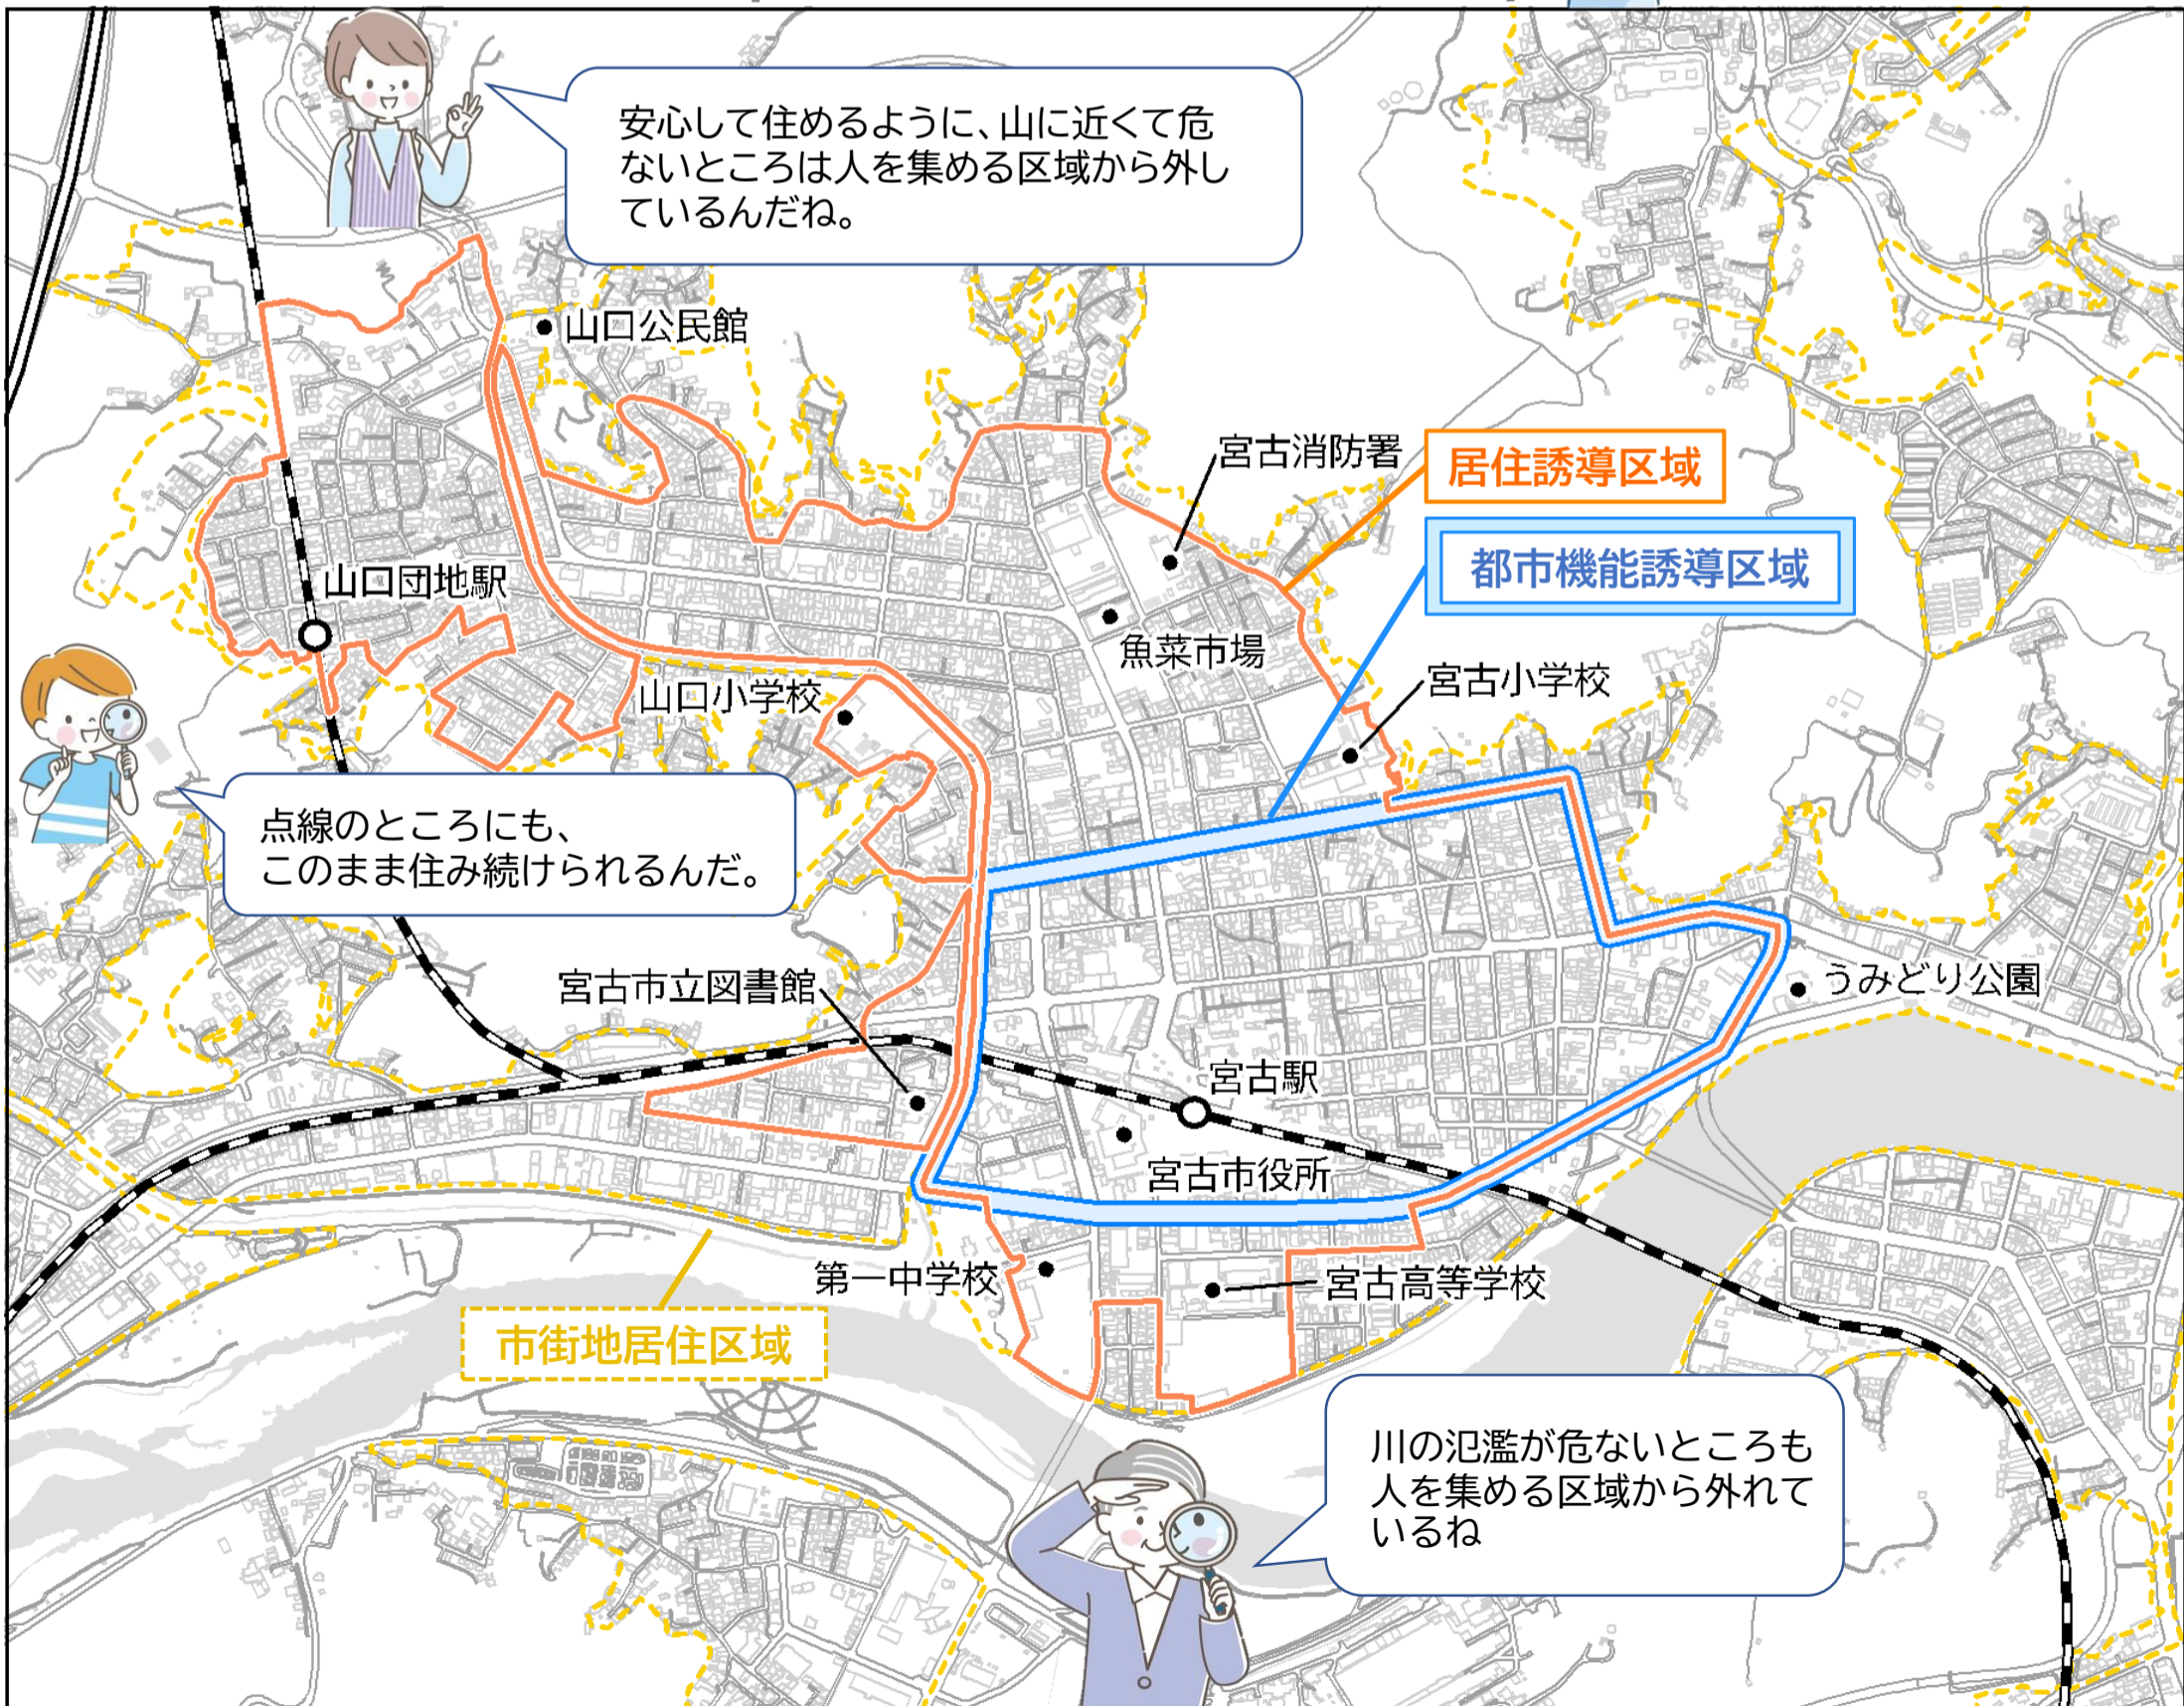 安心して住めるように、山に近くて危
ないところは人を集める区域から外し
ているんだね。
山口公民館
宮古消防署
居住誘導区域
都市機能誘導区域
山口団地駅
魚菜市場
宮古小学校
山口小学校
点線のところにも、
このまま住み続けられるんだ。
うみどり公園
宮古市立図書館
宮古駅
宮古市役所
第一中学校
宮古高等学校
市街地居住区域
川の氾濫が危ないところも
人を集める区域から外れて
いるね